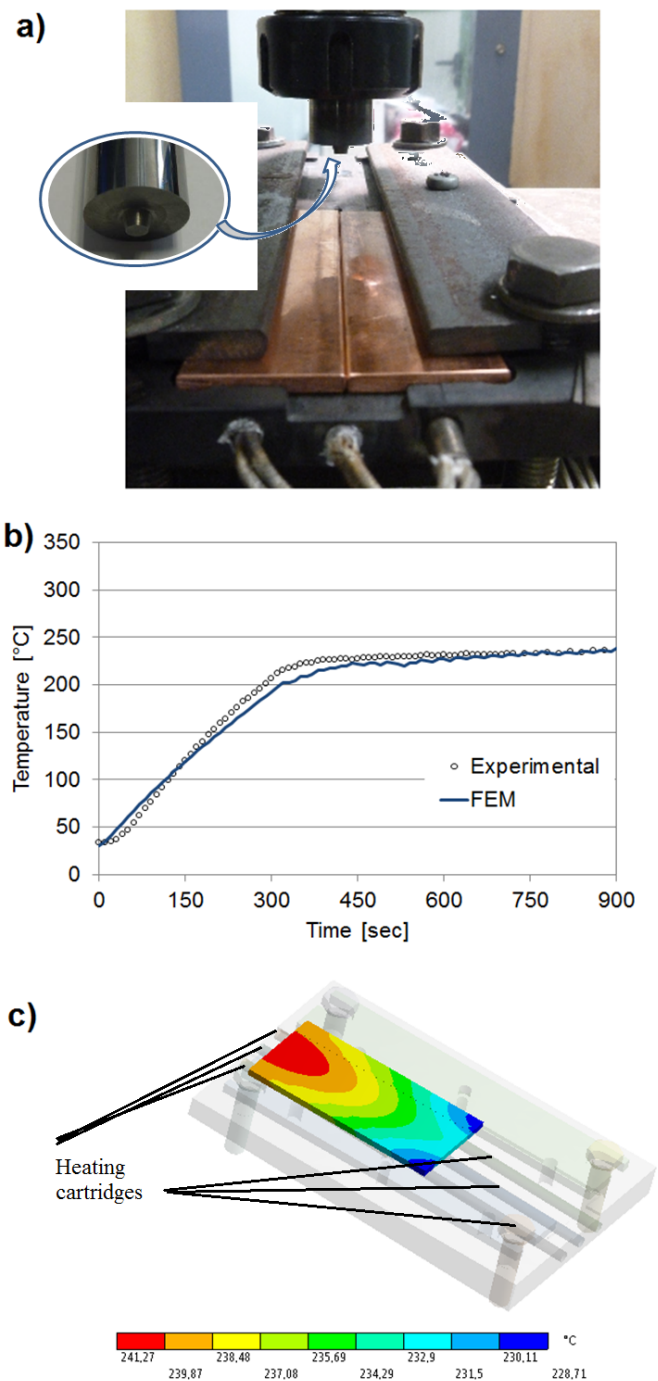 a)
b)
350
300
250
200
150
100
50
0
Temperature [°C]
Experimental
FEM
0 150 300 450 600 750 900
Time [sec]
c)
Heating
cartridges
°C
241,27 238,48 235,69 232,9 230,11
239,87 237,08 234,29 231,5 228,71